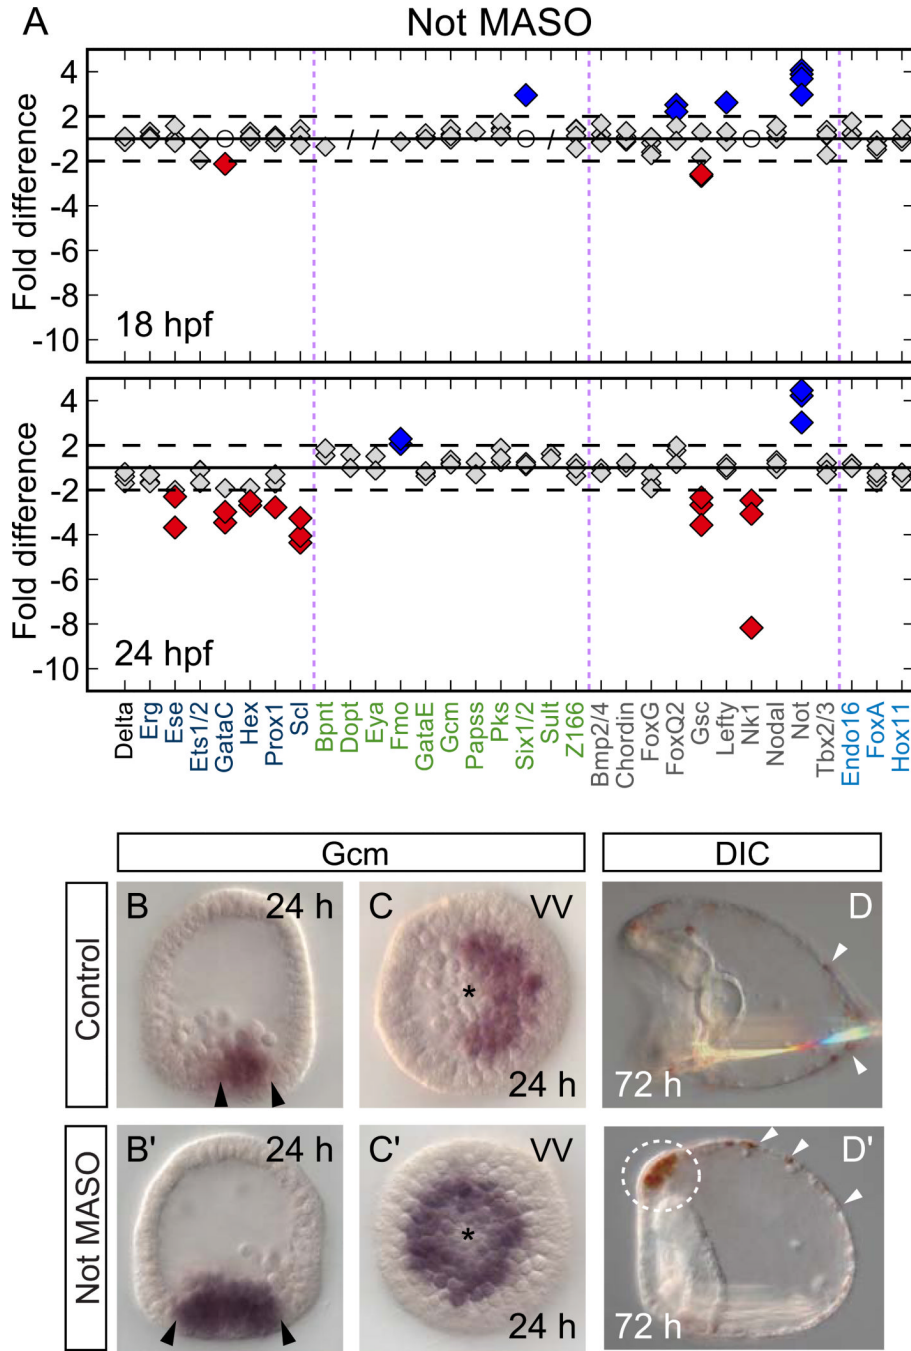 A Not MASO
Fold difference
4
2
-2
-4
-6
-8
-10
18 hpf
Fold difference
4
2
-2
-4
-6
-8
-10
24 hpf
Delta
Erg
Ese
Ets1/2
GataC
Hex
Prox1
Scl
Bpnt
Dopt
Eya
Fmo
GataE
Gcm
Papss
Pks
Six1/2
Sult
Z166
Bmp2/4
Chordin
FoxG
FoxQ2
Gsc
Lefty
Nk1
Nodal
Not
Tbx2/3
Endo16
FoxA
Hox11
Gcm DIC
Control
B 24 h
C VV
* 
24 h
D
72 h
Not MASO
B' 24 h
C' VV
*
24 h
D'
72 h